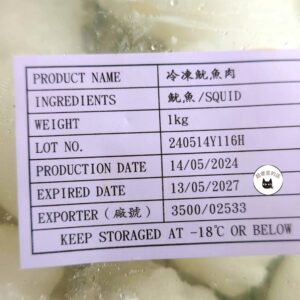 PRODUCT NAME 冷凍魷魚肉
INGREDIENTS 魷魚/SQUID
WEIGHT 1kg
LOT NO. 240514Y116H
PRODUCTION DATE 14/05/2024
EXPIRED DATE 13/05/2027
EXPORTER（廠號） 3500/02533
KEEP STORAGED AT -18℃ OR BELOW